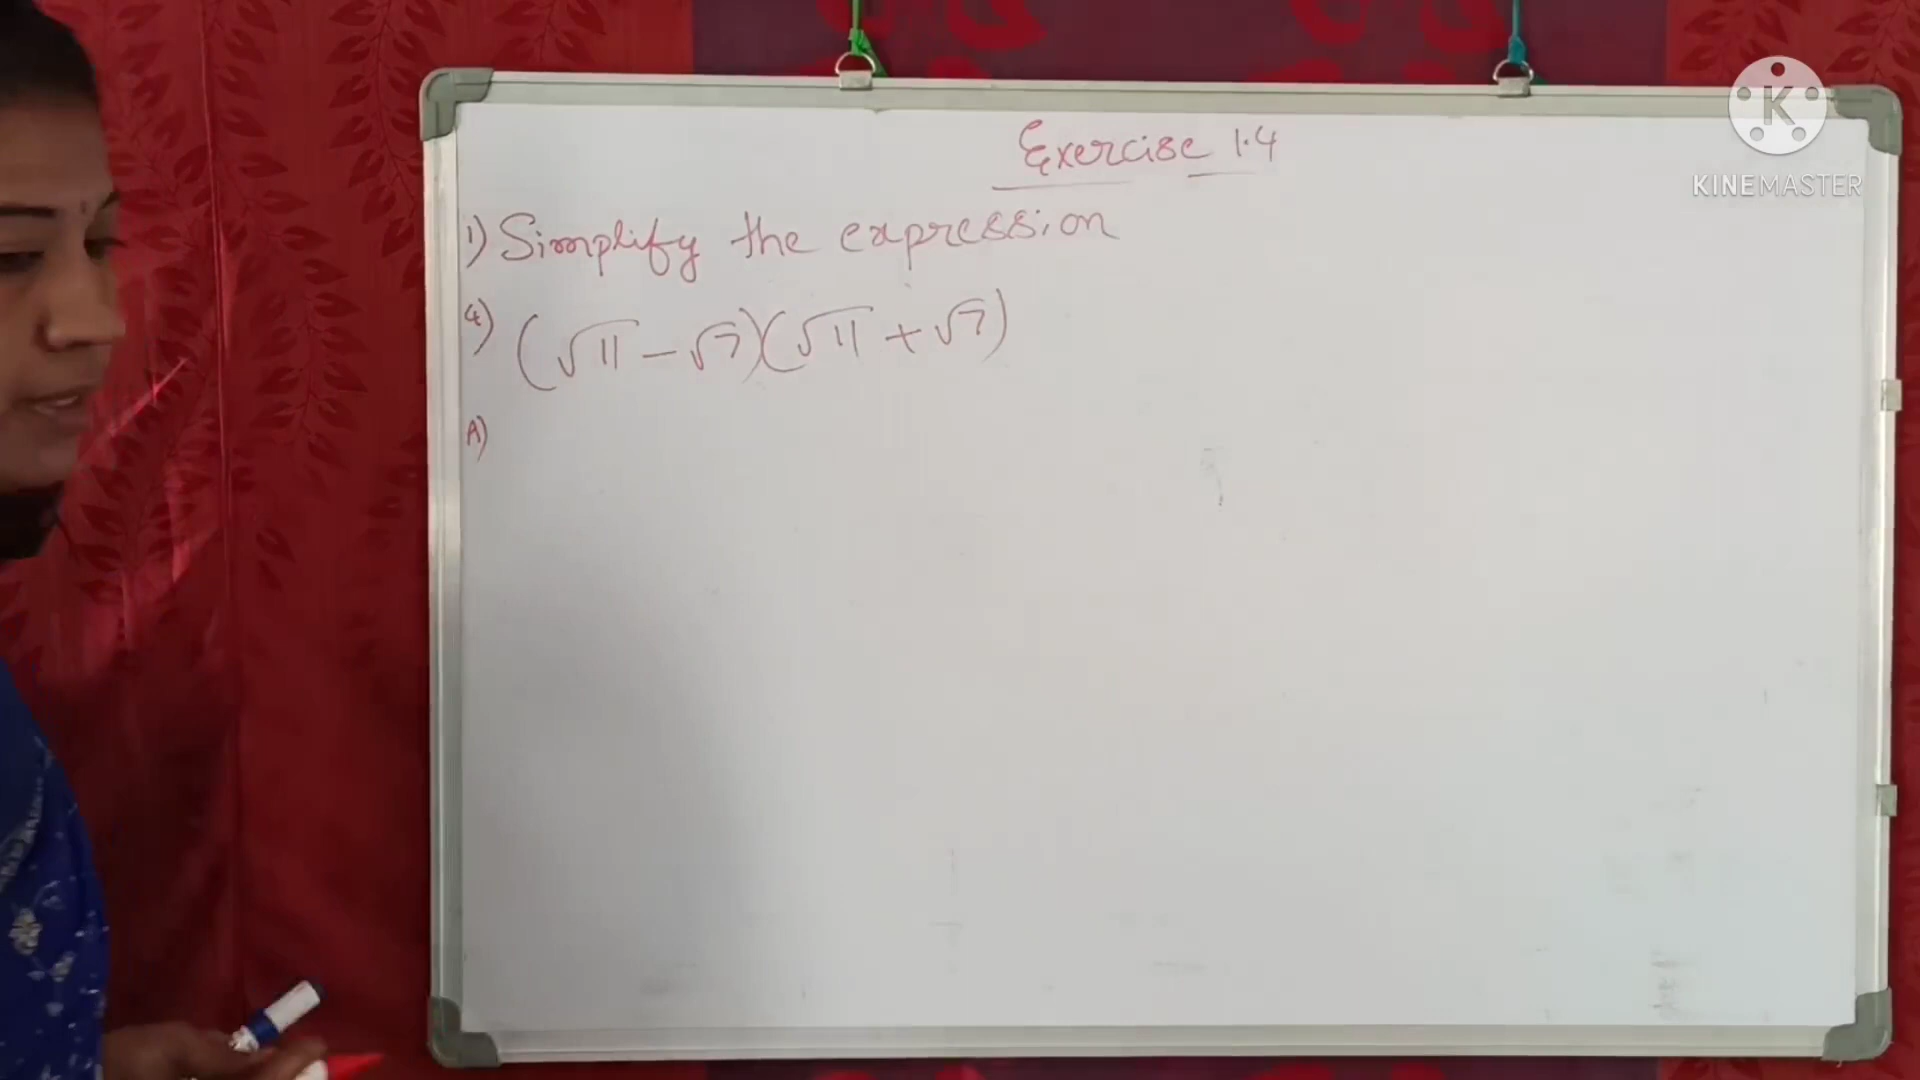 Exercise 1.4
K
KINEMASTER
1) Simplify the expression
4) (√11 - √7)(√11 + √7)
A)